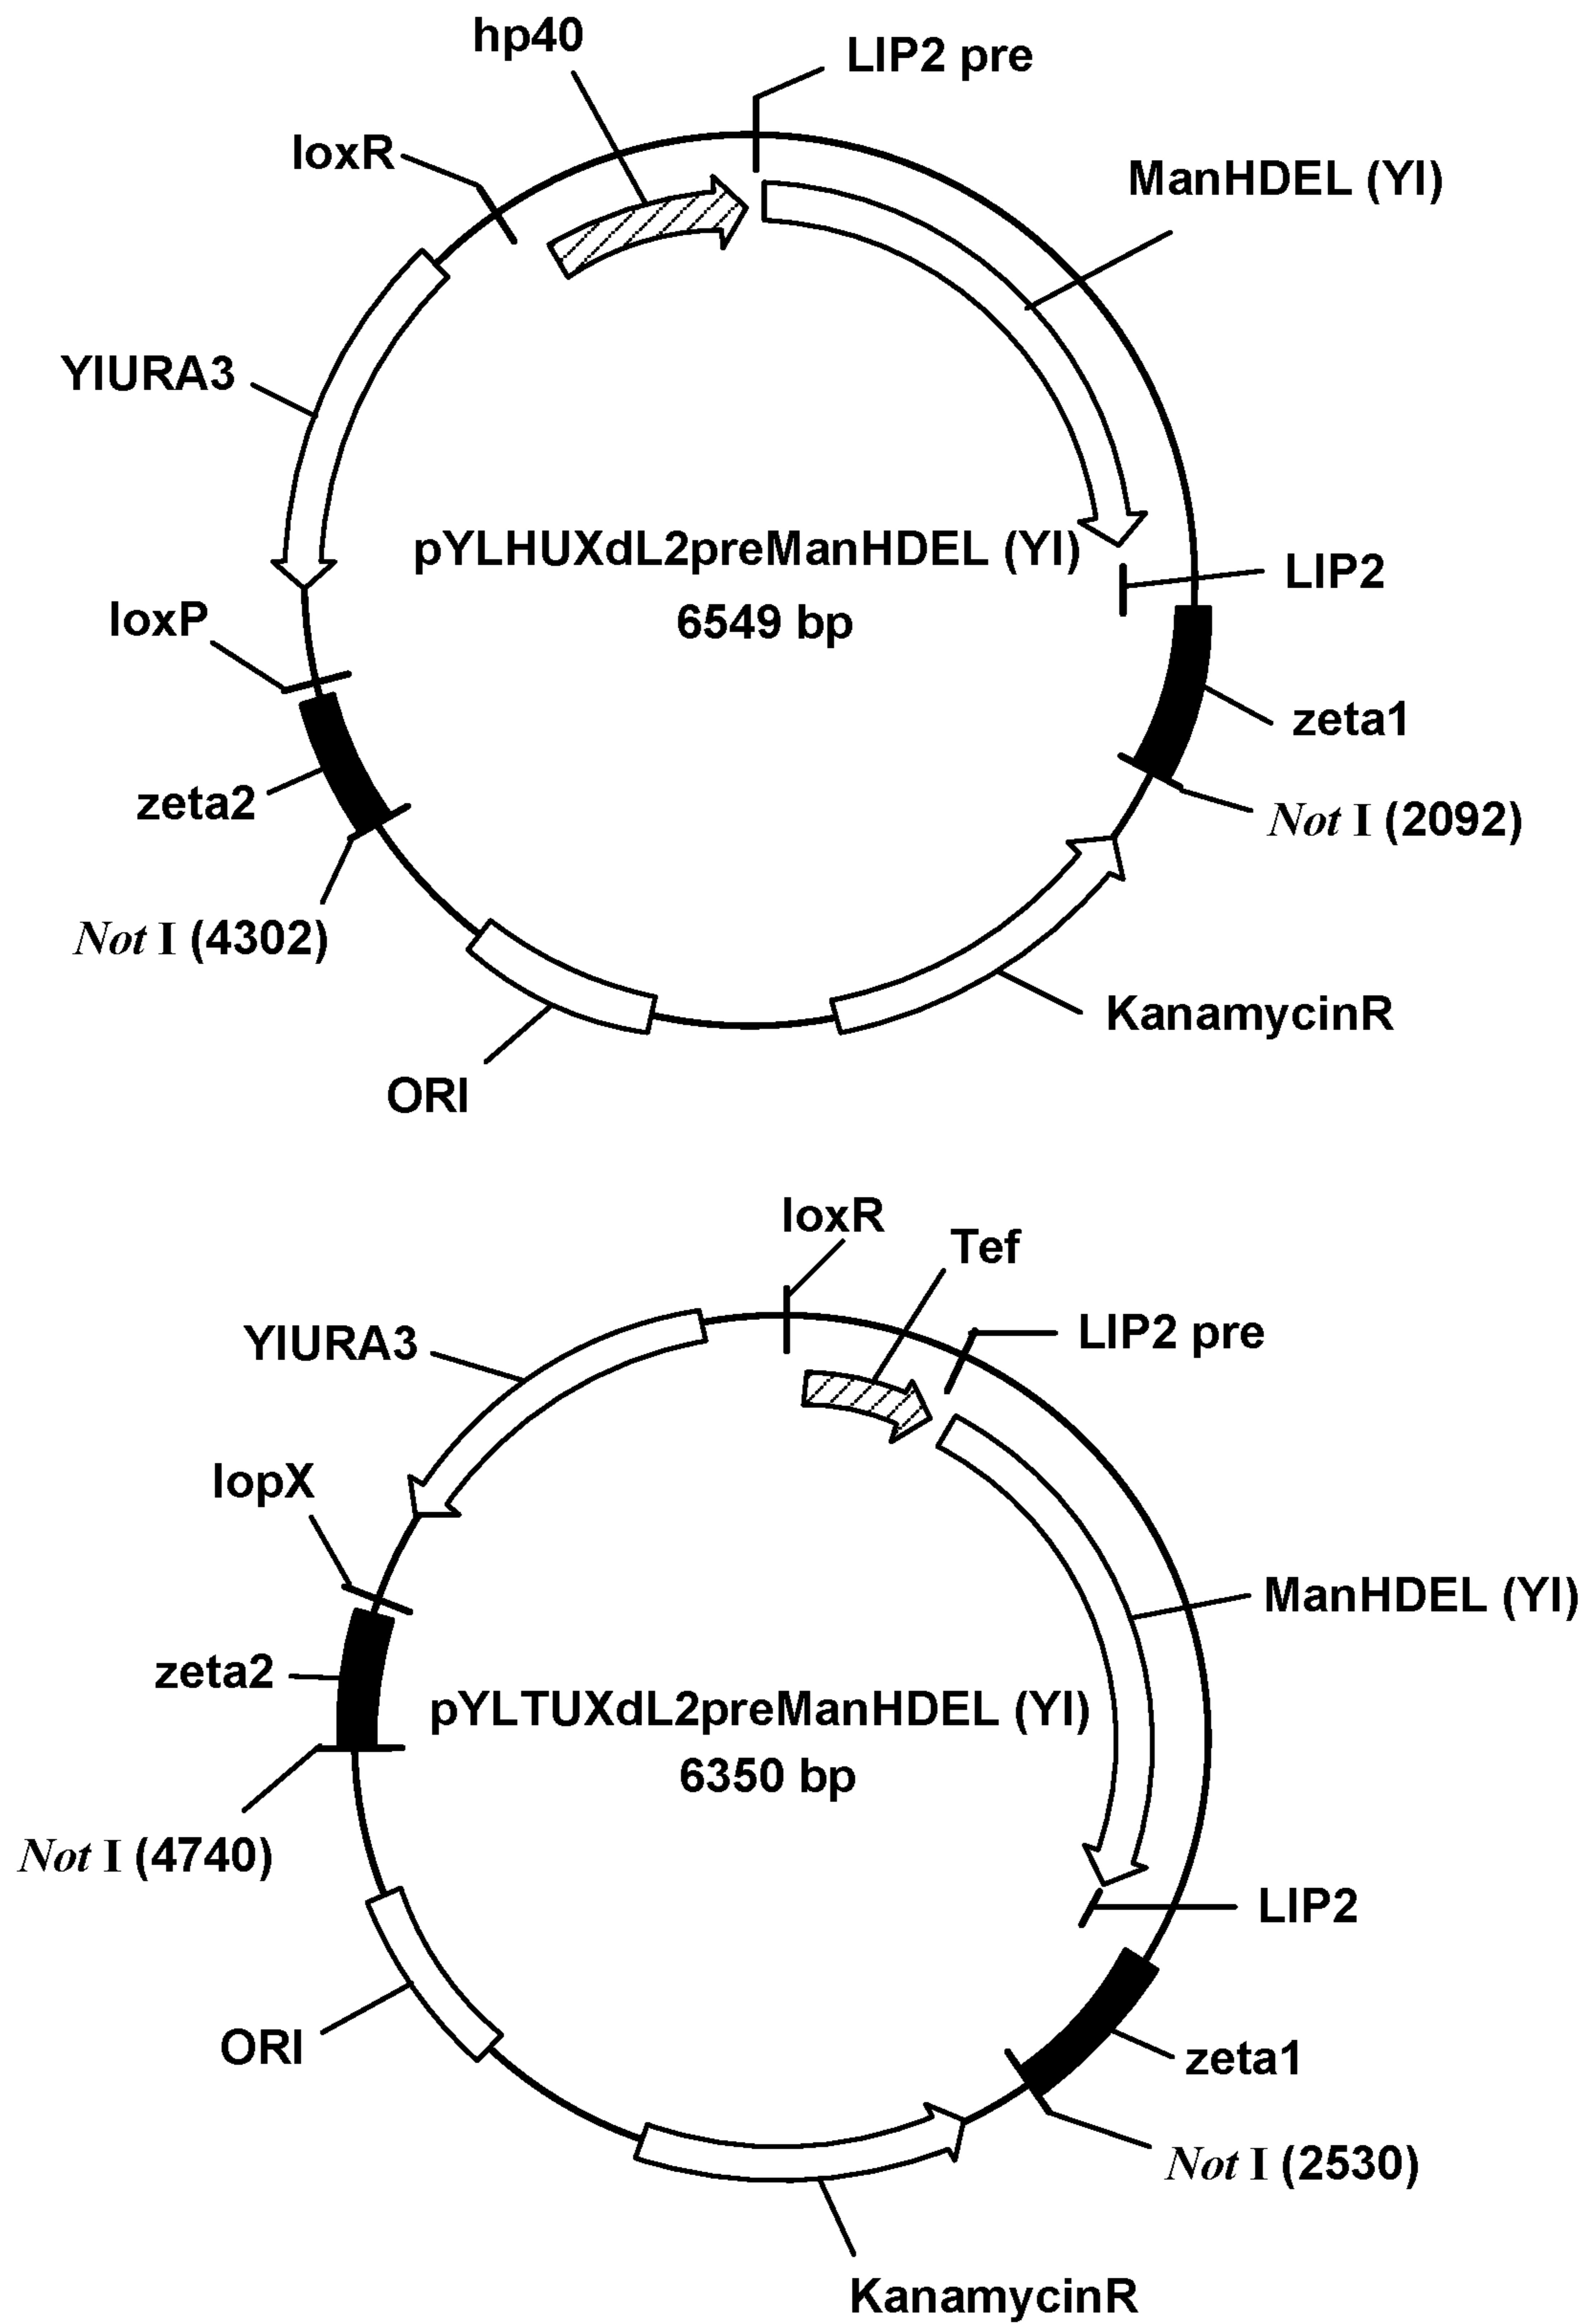 hp40
LIP2 pre
loxR
ManHDEL (Yl)
YlURA3
pYLHUXdL2preManHDEL (Yl)
6549 bp
LIP2
loxP
zeta1
zeta2
Not I (2092)
Not I (4302)
KanamycinR
ORI
loxR
Tef
LIP2 pre
YlURA3
lopX
ManHDEL (Yl)
zeta2
pYLTUXdL2preManHDEL (Yl)
6350 bp
Not I (4740)
LIP2
ORI
zeta1
Not I (2530)
KanamycinR